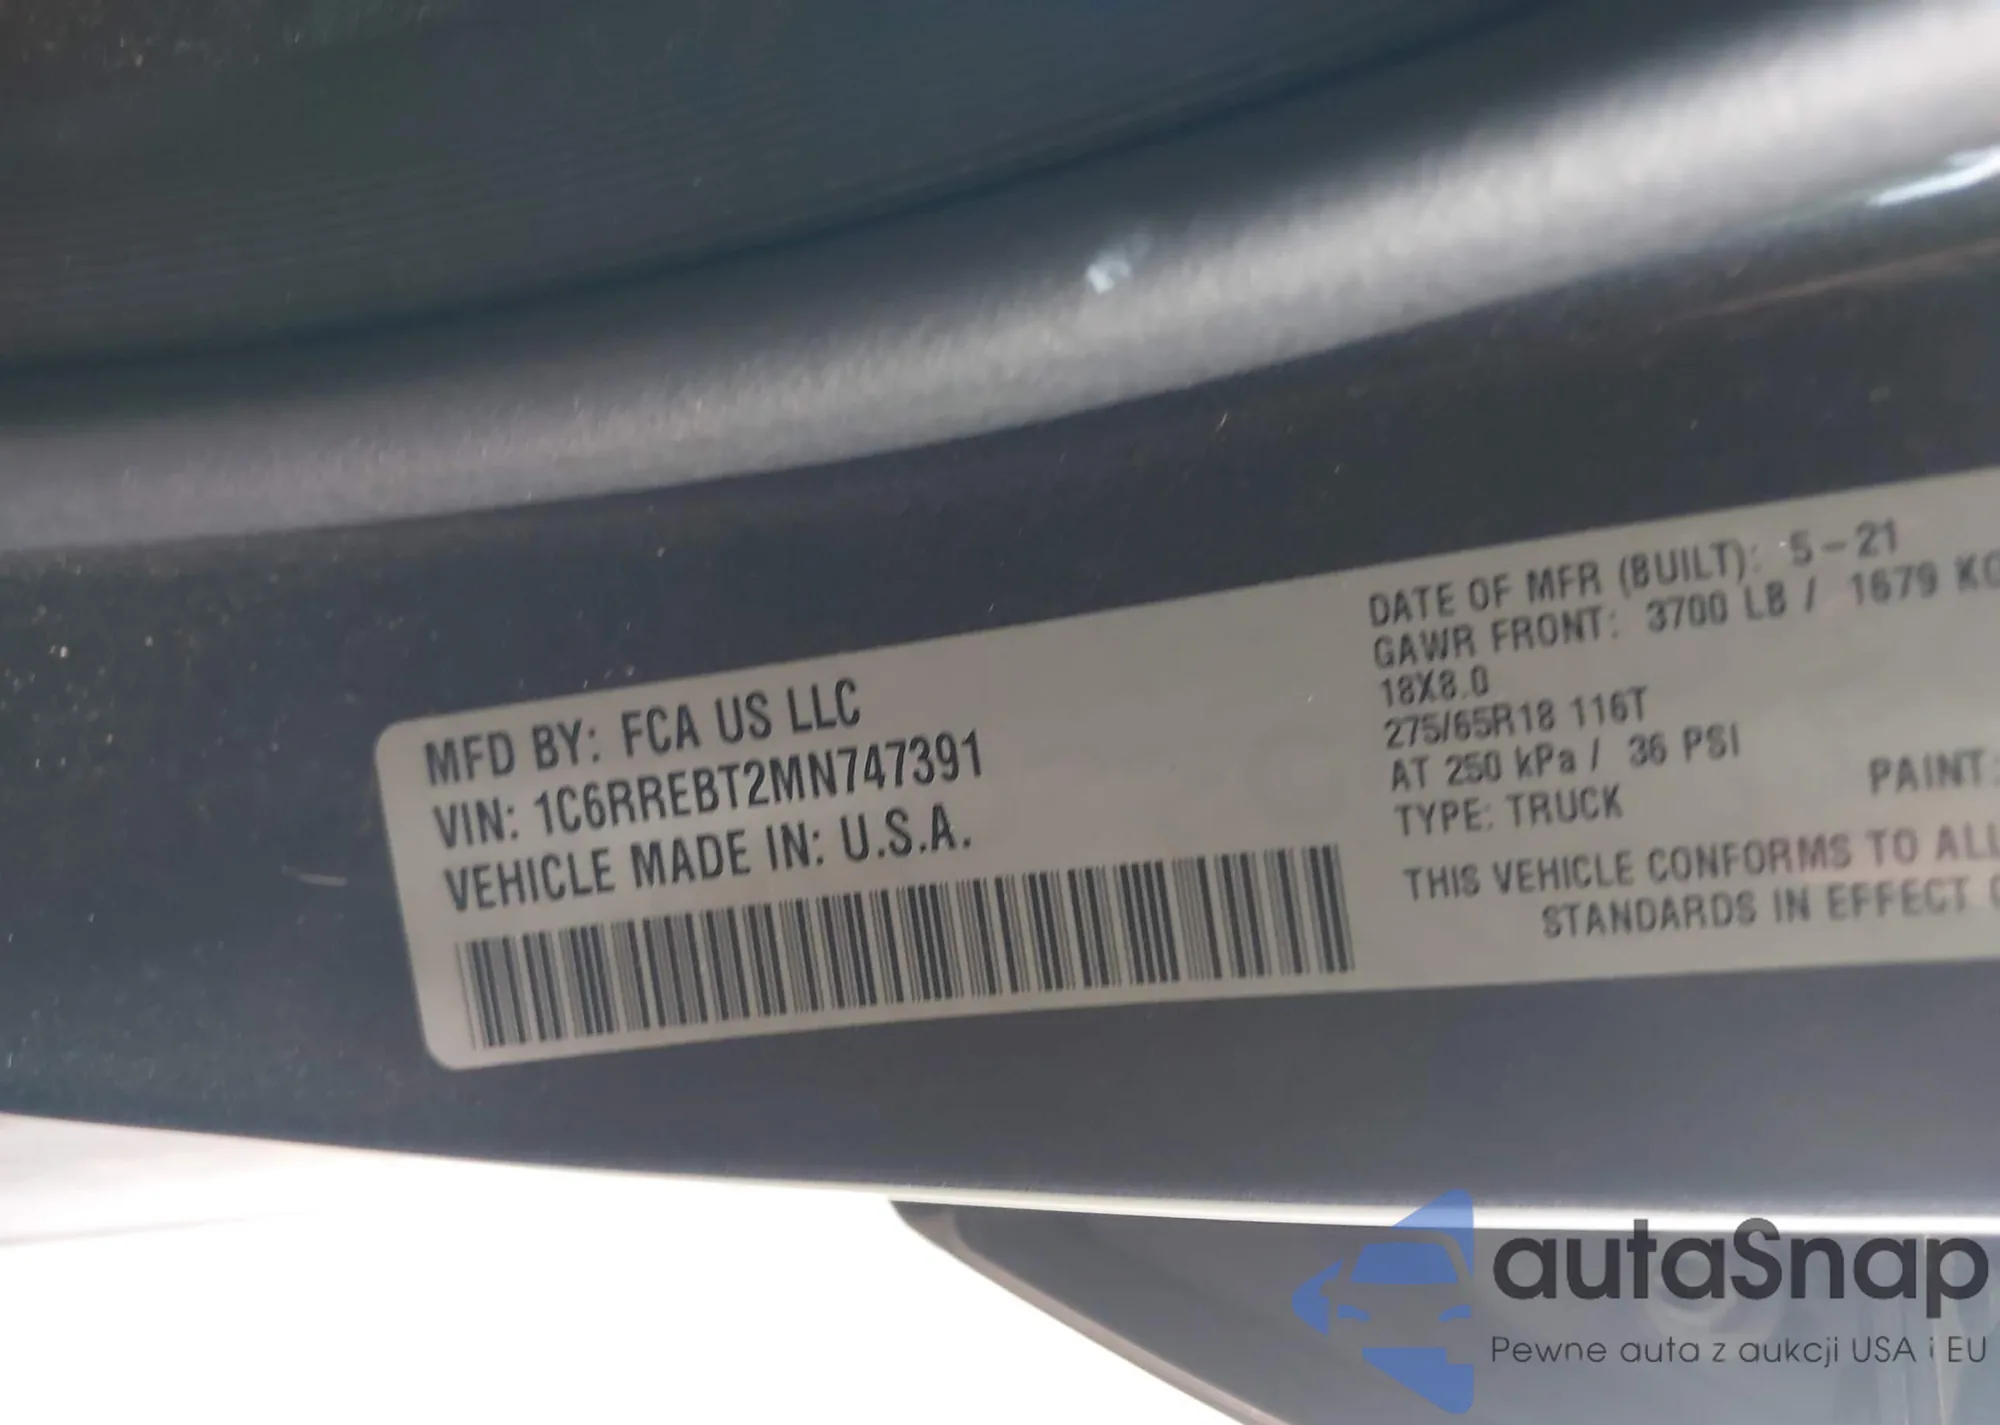 MFD BY: FCA US LLC
VIN: 1C6RREBT2MN747391
VEHICLE MADE IN: U.S.A.
DATE OF MFR (BUILT): 5-21
GAWR FRONT: 3700 LB / 1679 KG
18X8.0
275/65R18 116T
AT 250 kPa / 36 PSI
TYPE: TRUCK
PAINT:
THIS VEHICLE CONFORMS TO ALL
STANDARDS IN EFFECT
autaSnap
Pewne auta z aukcji USA i EU